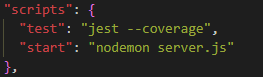 "scripts": {
"test": "jest --coverage",
"start": "nodemon server.js"
},